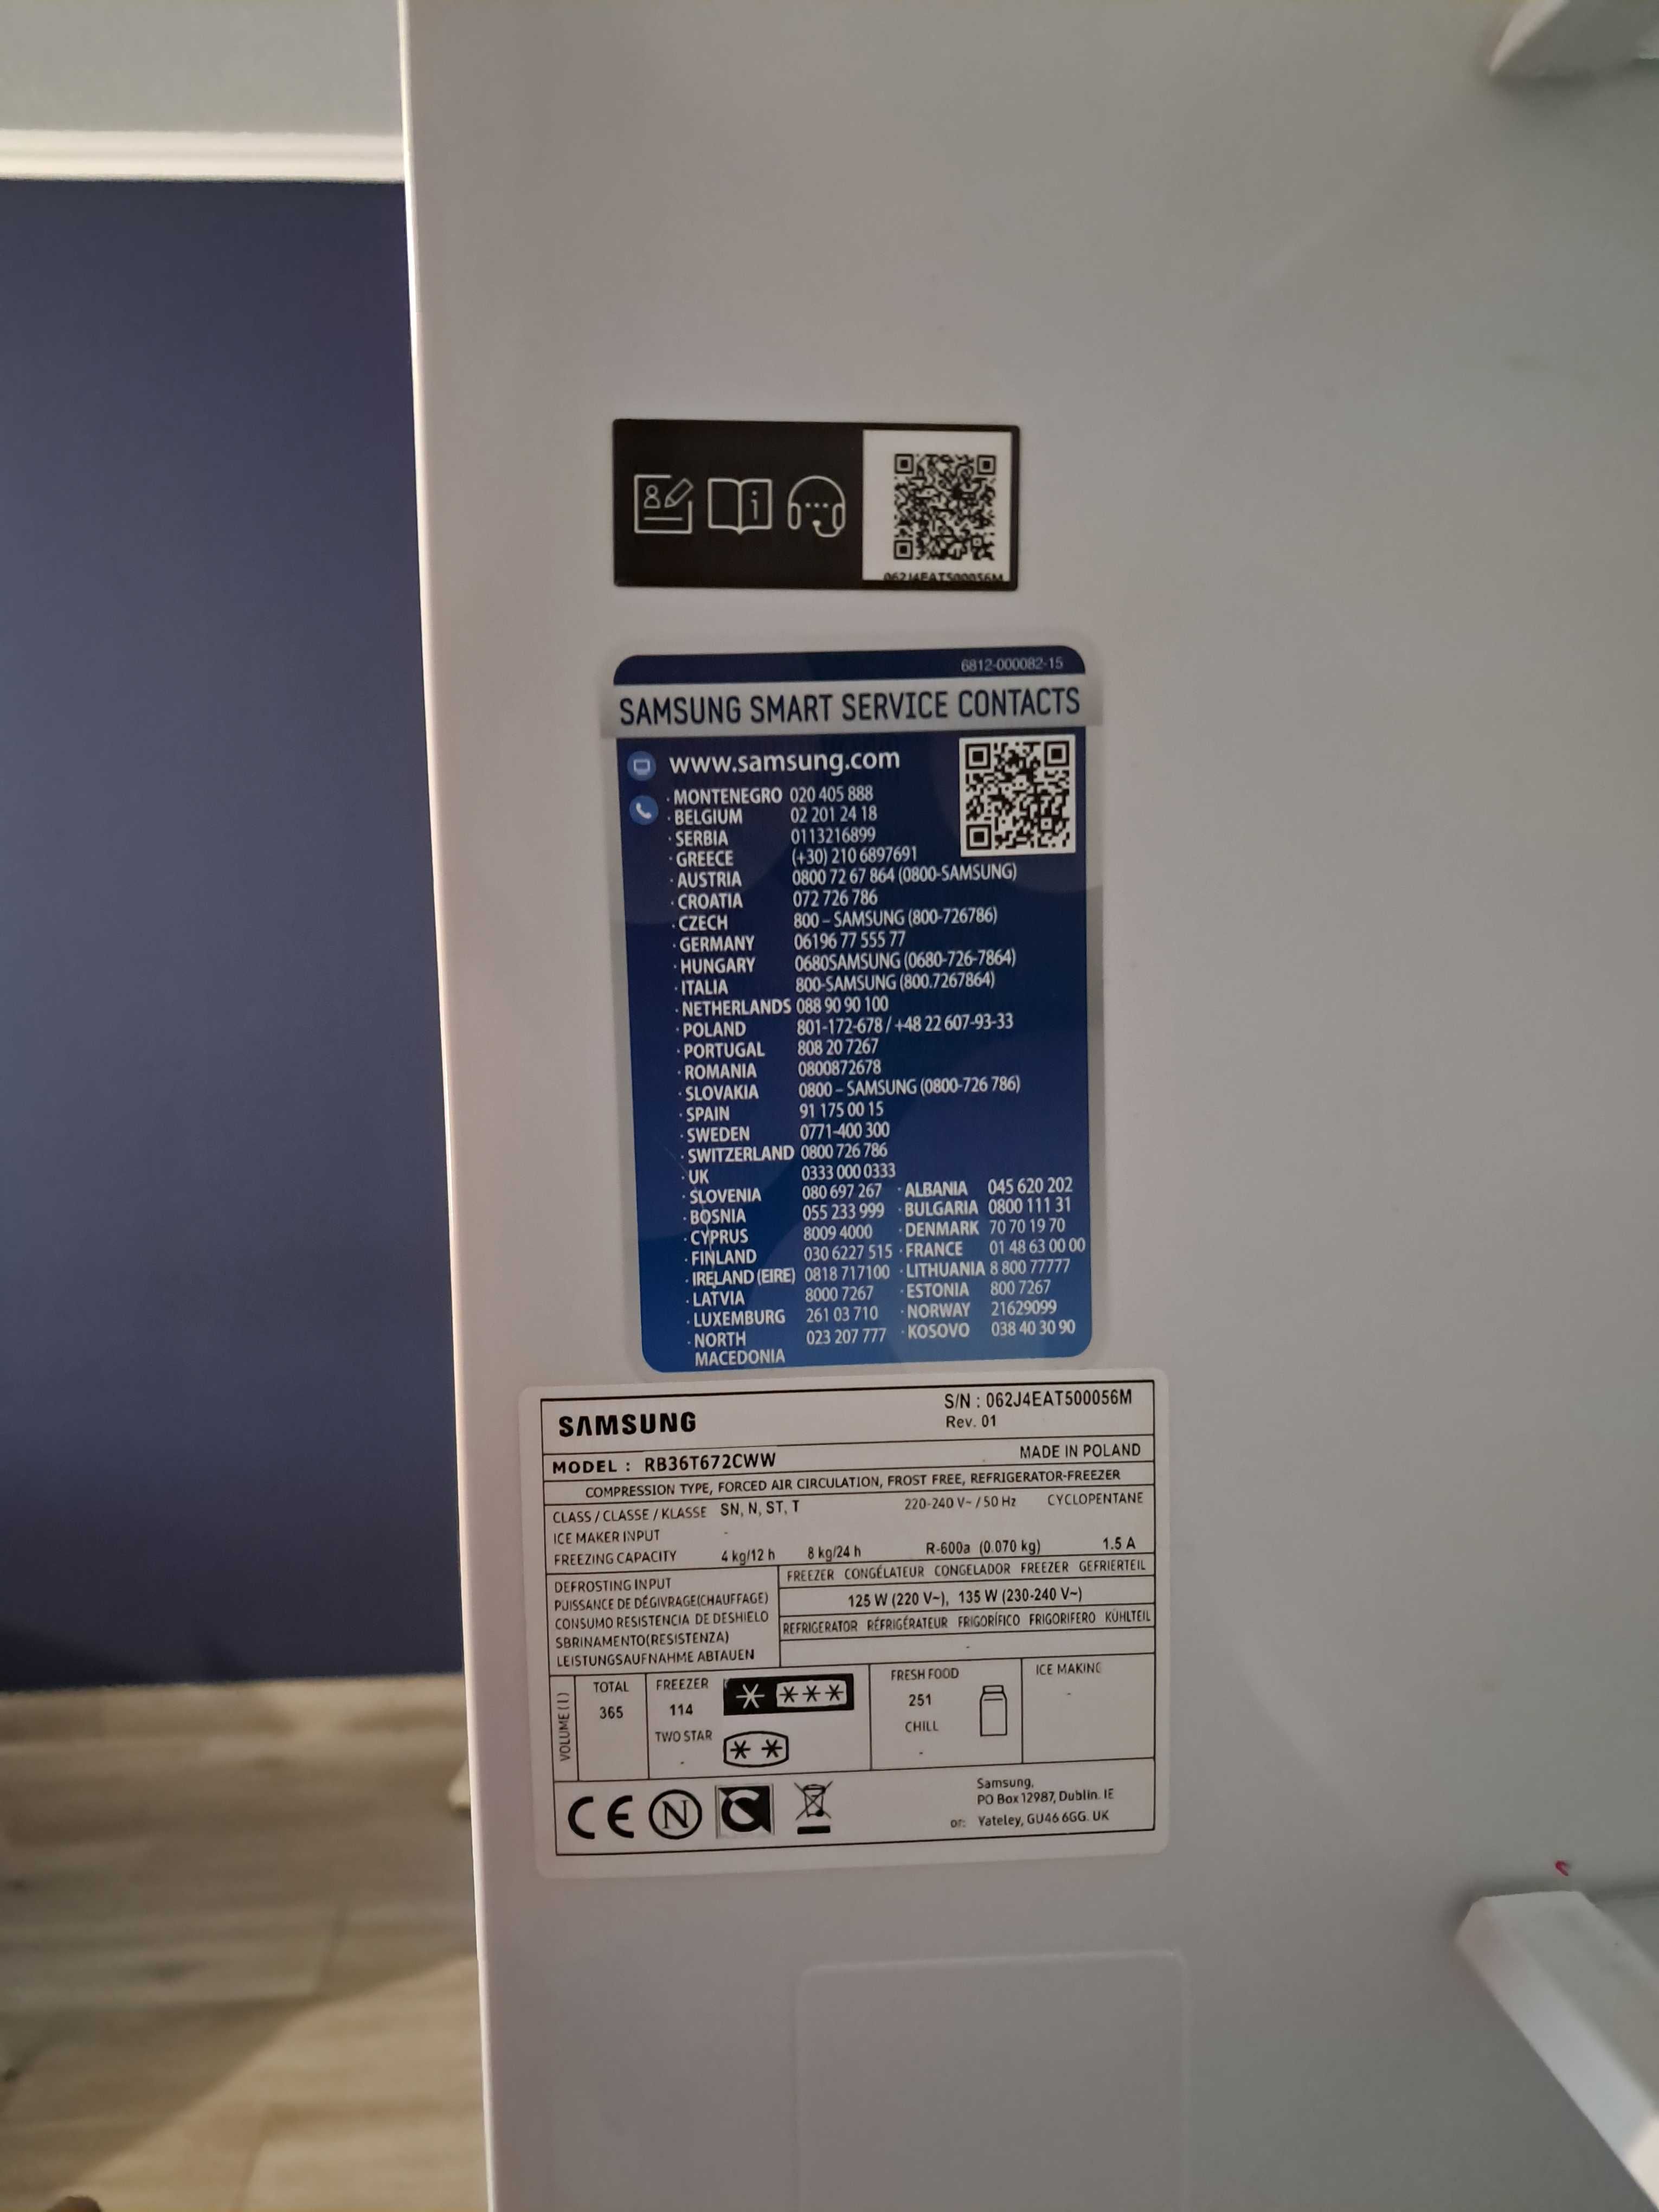 062J4EAT500056M
6812-000082-15
SAMSUNG SMART SERVICE CONTACTS
www.samsung.com
· MONTENEGRO 020 405 888
· BELGIUM 02 201 24 18
· SERBIA 0113216899
· GREECE (+30) 210 6897691
· AUSTRIA 0800 72 67 864 (0800-SAMSUNG)
· CROATIA 072 726 786
· CZECH 800 – SAMSUNG (800-726786)
· GERMANY 06196 77 555 77
· HUNGARY 0680SAMSUNG (0680-726-7864)
· ITALIA 800-SAMSUNG (800.7267864)
· NETHERLANDS 088 90 90 100
· POLAND 801-172-678 / +48 22 607-93-33
· PORTUGAL 808 20 7267
· ROMANIA 0800872678
· SLOVAKIA 0800 – SAMSUNG (0800-726 786)
· SPAIN 91 175 00 15
· SWEDEN 0771-400 300
· SWITZERLAND 0800 726 786
· UK 0333 000 0333
· SLOVENIA 080 697 267 · ALBANIA 045 620 202
· BOSNIA 055 233 999 · BULGARIA 0800 111 31
· CYPRUS 8009 4000 · DENMARK 70 70 19 70
· FINLAND 030 6227 515 · FRANCE 01 48 63 00 00
· IRELAND (EIRE) 0818 717100 · LITHUANIA 8 800 77777
· LATVIA 8000 7267 · ESTONIA 800 7267
· LUXEMBURG 261 03 710 · NORWAY 21629099
· NORTH 023 207 777 · KOSOVO 038 40 30 90
MACEDONIA
SAMSUNG S/N : 062J4EAT500056M
Rev. 01
MODEL : RB36T672CWW MADE IN POLAND
COMPRESSION TYPE, FORCED AIR CIRCULATION, FROST FREE, REFRIGERATOR-FREEZER
CLASS / CLASSE / KLASSE SN, N, ST, T 220-240 V~ / 50 Hz CYCLOPENTANE
ICE MAKER INPUT -
FREEZING CAPACITY 4 kg/12 h 8 kg/24 h R-600a (0.070 kg) 1.5 A
DEFROSTING INPUT
PUISSANCE DE DÉGIVRAGE(CHAUFFAGE)
CONSUMO RESISTENCIA DE DESHIELO
SBRINAMENTO(RESISTENZA)
LEISTUNGSAUFNAHME ABTAUEN
FREEZER CONGÉLATEUR CONGELADOR FREEZER GEFRIERTEIL
125 W (220 V~), 135 W (230-240 V~)
REFRIGERATOR RÉFRIGÉRATEUR FRIGORÍFICO FRIGORIFERO KÜHLTEIL
-
VOLUME (l)
TOTAL
365
FREEZER
114
TWO STAR
-
FRESH FOOD
251
CHILL
-
ICE MAKING
-
CE N
Samsung,
PO Box 12987, Dublin. IE
or: Yateley, GU46 6GG. UK